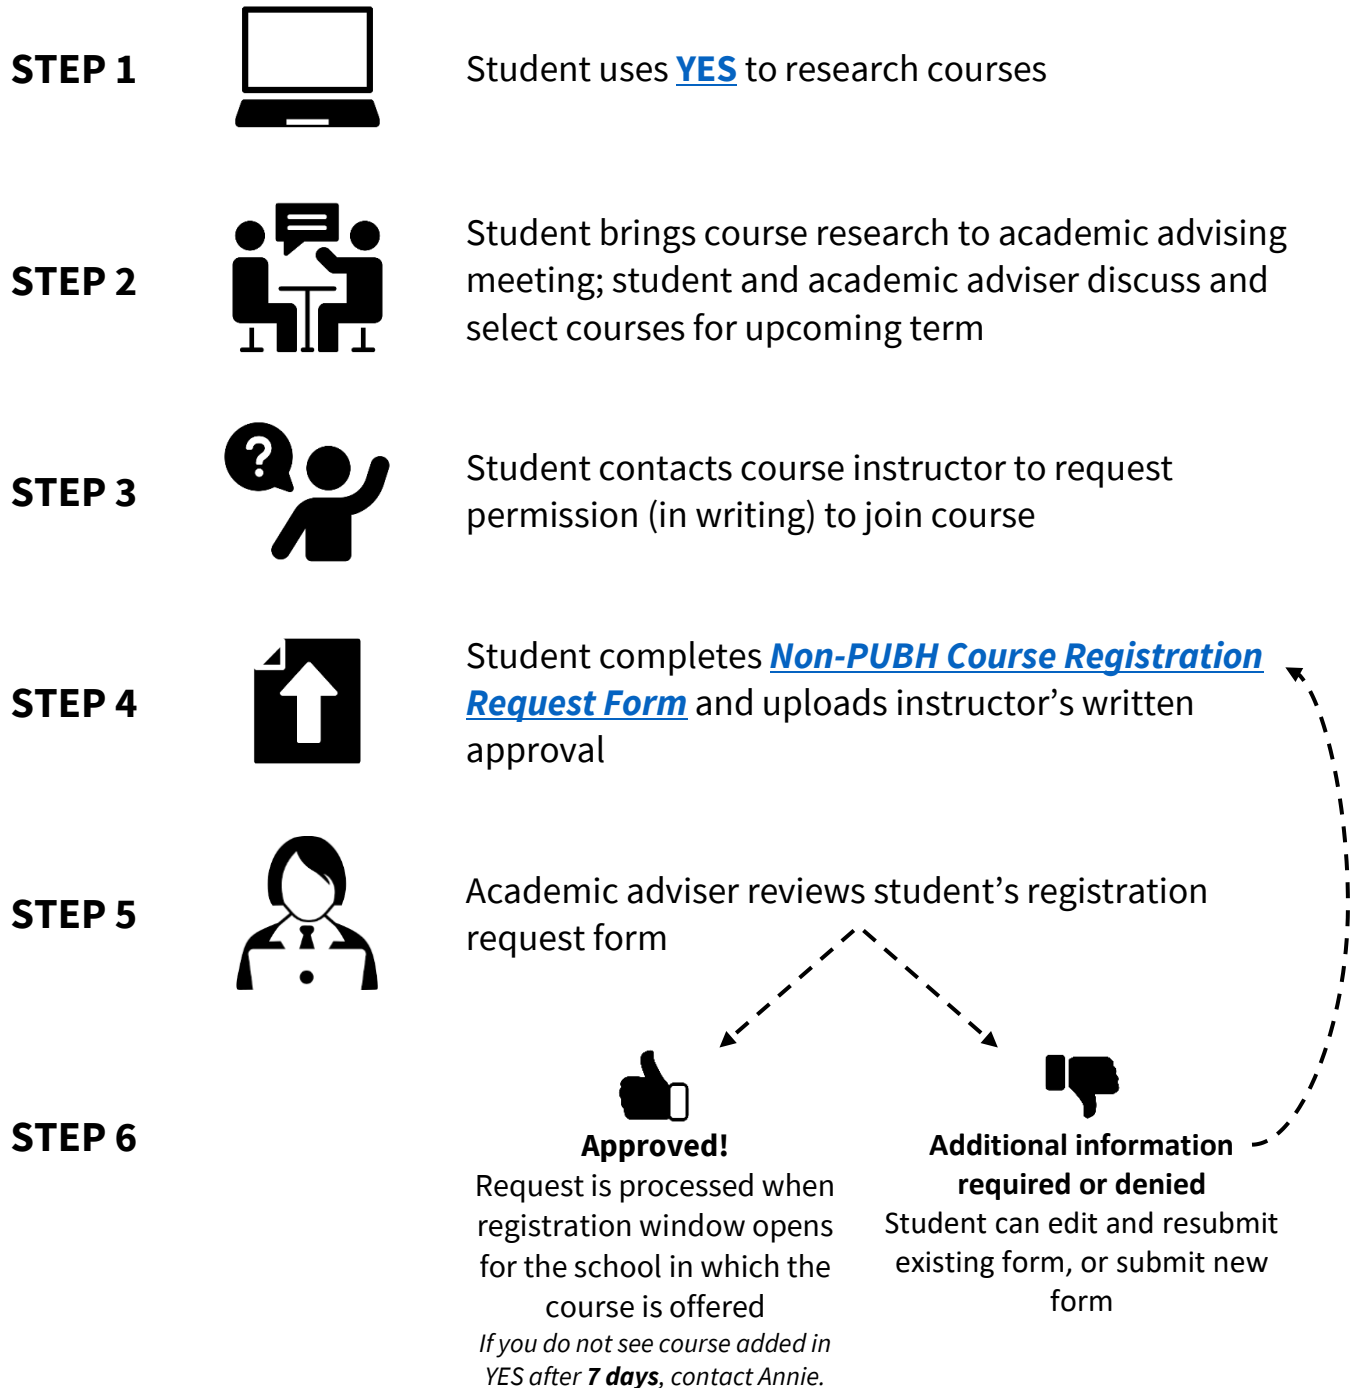 STEP 1
Student uses YES to research courses
STEP 2
Student brings course research to academic advising
meeting; student and academic adviser discuss and
select courses for upcoming term
?
STEP 3
Student contacts course instructor to request
permission (in writing) to join course
STEP 4
Student completes Non-PUBH Course Registration
Request Form and uploads instructor’s written
approval
STEP 5
Academic adviser reviews student’s registration
request form
STEP 6
Approved!
Request is processed when
registration window opens
for the school in which the
course is offered
If you do not see course added in
YES after 7 days, contact Annie.
Additional information
required or denied
Student can edit and resubmit
existing form, or submit new
form